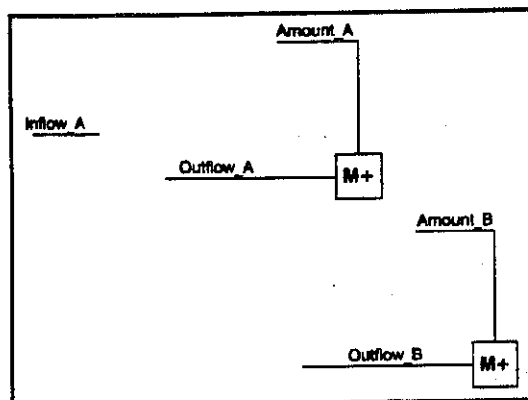 Amount_A
Inflow_A
Outflow_A
M+
Amount_B
Outflow_B
M+